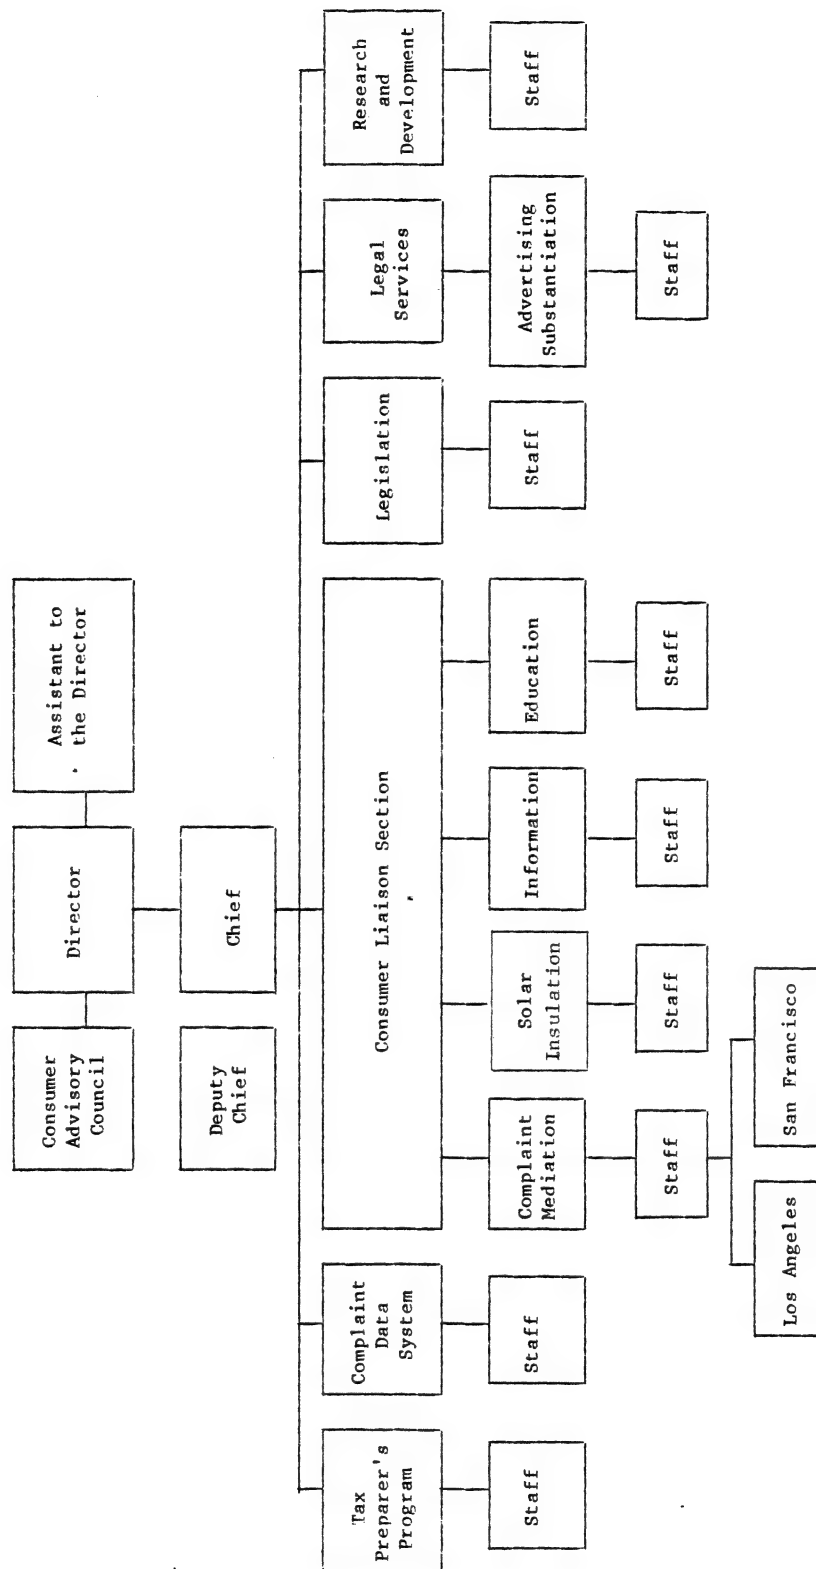 Consumer
Advisory
Council
Director
Assistant to
the Director
Deputy
Chief
Chief
Tax
Preparer's
Program
Complaint
Data
System
Consumer Liaison Section
Legislation
Legal
Services
Research
and
Development
Staff
Staff
Complaint
Mediation
Solar
Insulation
Information
Education
Staff
Advertising
Substantiation
Staff
Staff
Staff
Staff
Staff
Staff
Los Angeles
San Francisco